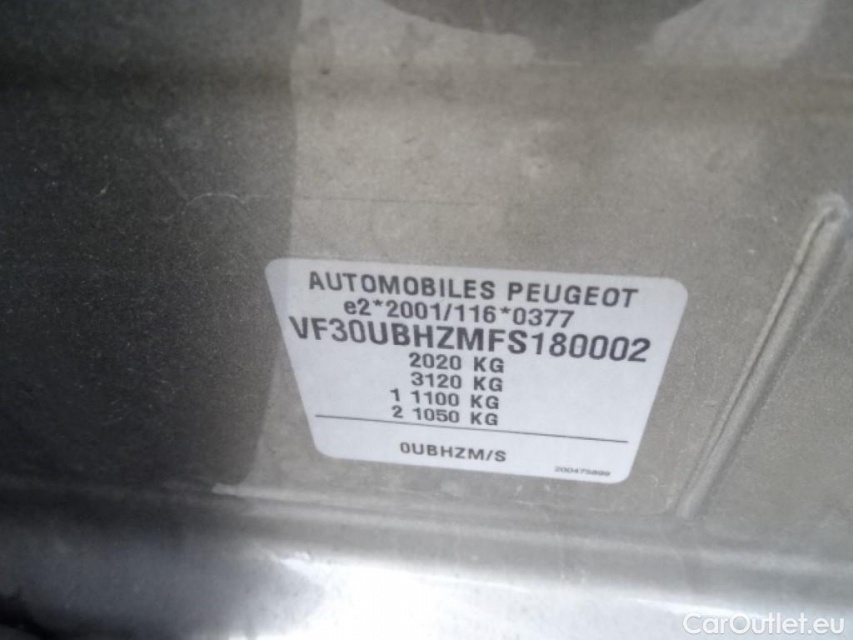 AUTOMOBILES PEUGEOT
e2*2001/116*0377
VF30UBHZMFS180002
2020 KG
3120 KG
1 1100 KG
2 1050 KG
0UBHZM/S
200475899
CarOutlet.eu